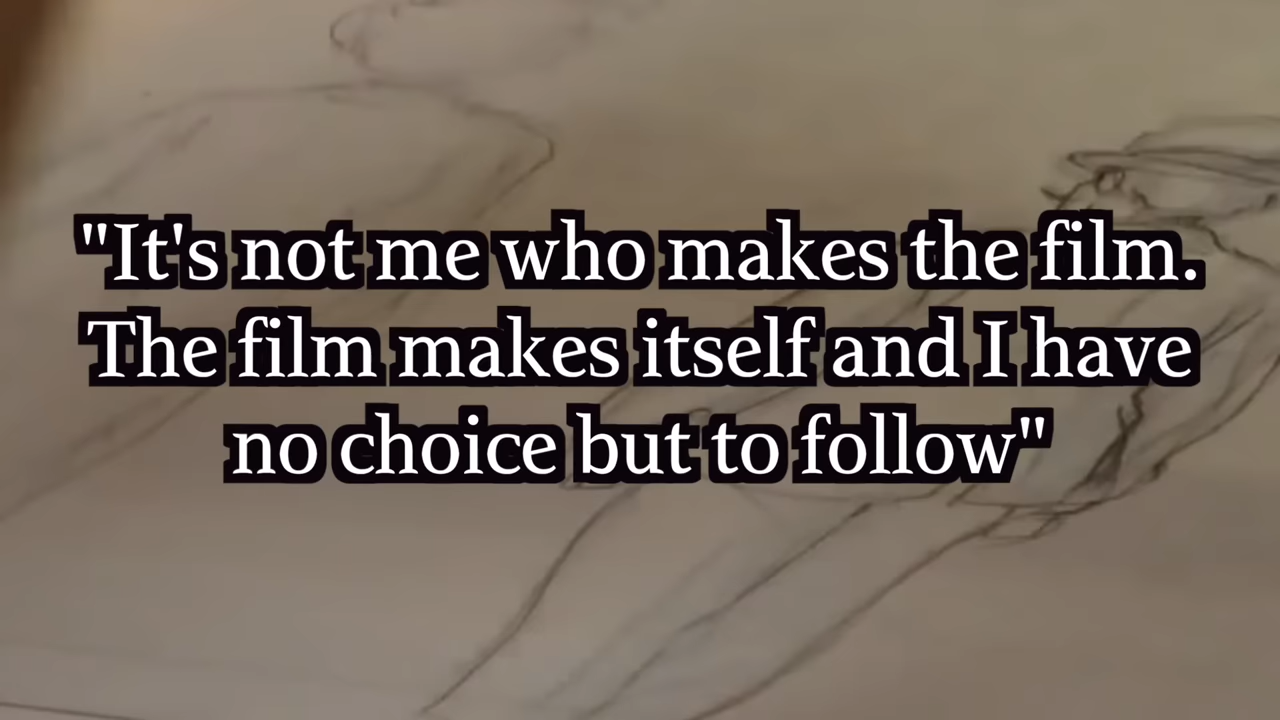 "It's not me who makes the film.
The film makes itself and I have
no choice but to follow"